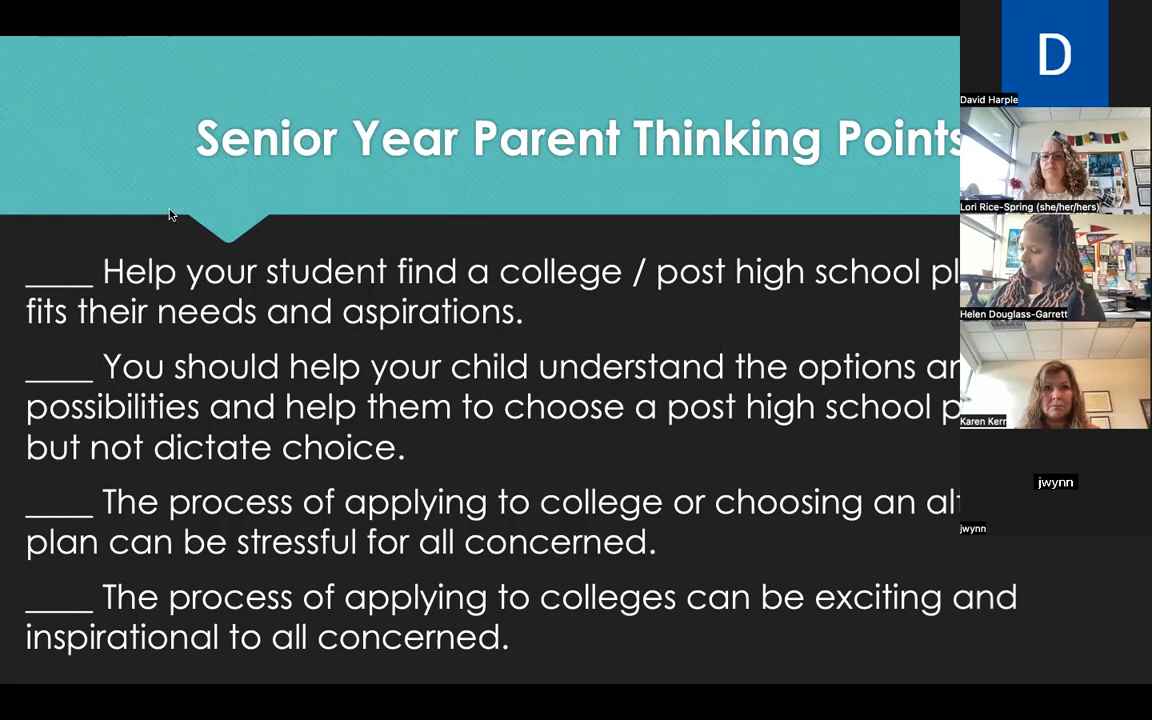 Senior Year Parent Thinking Points
____ Help your student find a college / post high school
fits their needs and aspirations.
____ You should help your child understand the options
possibilities and help them to choose a post high school
but not dictate choice.
____ The process of applying to college or choosing an
plan can be stressful for all concerned.
____ The process of applying to colleges can be exciting and
inspirational to all concerned.
D
David Harple
Lori Rice-Spring (she/her/hers)
Helen Douglass-Garrett
Karen Kerr
jwynn
jwynn